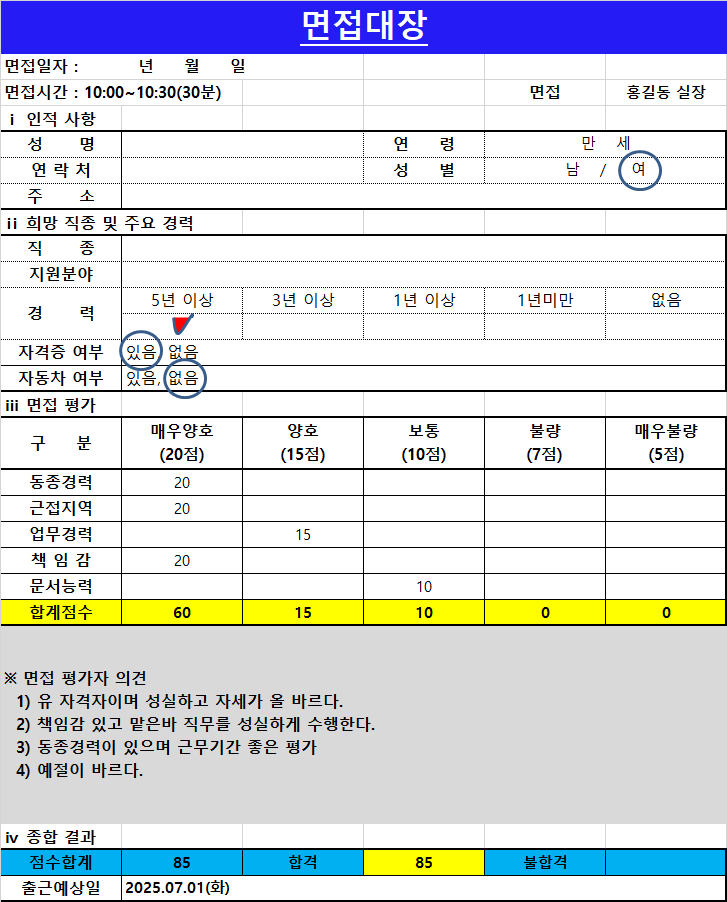 면접대장
면접일자 : 년 월 일
면접시간 : 10:00~10:30(30분) 면접 홍길동 실장
ⅰ 인적 사항
성 명 연 령 만 세
연 락 처 성 별 남 / 여
주 소
ⅱ 희망 직종 및 주요 경력
직 종
지원분야
경 력 5년 이상 3년 이상 1년 이상 1년미만 없음
자격증 여부 있음, 없음
자동차 여부 있음, 없음
ⅲ 면접 평가
구 분 매우양호 양호 보통 불량 매우불량
(20점) (15점) (10점) (7점) (5점)
동종경력 20
근접지역 20
업무경력 15
책 임 감 20
문서능력 10
합계점수 60 15 10 0 0
※ 면접 평가자 의견
1) 유 자격자이며 성실하고 자세가 올 바르다.
2) 책임감 있고 맡은바 직무를 성실하게 수행한다.
3) 동종경력이 있으며 근무기간 좋은 평가
4) 예절이 바르다.
ⅳ 종합 결과
점수합계 85 합격 85 불합격
출근예상일 2025.07.01(화)